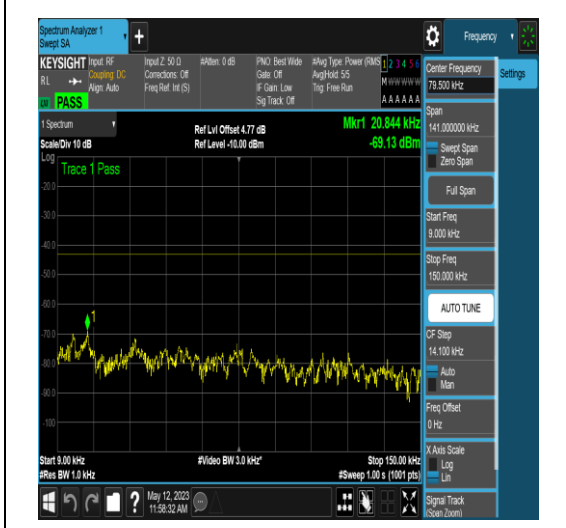 Spectrum Analyzer 1
Swept SA
Frequency
KEYSIGHT
RL
PASS
Input: RF
Coupling: DC
Align: Auto
Input Z: 50 Ω
Corrections: Off
Freq Ref: Int (S)
#Atten: 0 dB
PNO: Best Wide
Gate: Off
IF Gain: Low
Sig Track: Off
#Avg Type: Power (RMS
Avg|Hold: 5/5
Trig: Free Run
1 2 3 4 5 6
M W W W W W
A A A A A A
1 Spectrum
Scale/Div 10 dB
Ref Lvl Offset 4.77 dB
Ref Level -10.00 dBm
Mkr1 20.844 kHz
-69.13 dBm
Log
Trace 1 Pass
-20.0
-30.0
-40.0
-50.0
-60.0
-70.0
-80.0
-90.0
-100
1
Start 9.00 kHz
#Res BW 1.0 kHz
#Video BW 3.0 kHz*
Stop 150.00 kHz
#Sweep 1.00 s (1001 pts)
May 12, 2023
11:58:32 AM
Center Frequency
79.500 kHz
Settings
Span
141.000000 kHz
Swept Span
Zero Span
Full Span
Start Freq
9.000 kHz
Stop Freq
150.000 kHz
AUTO TUNE
CF Step
14.100 kHz
Auto
Man
Freq Offset
0 Hz
X Axis Scale
Log
Lin
Signal Track
(Span Zoom)